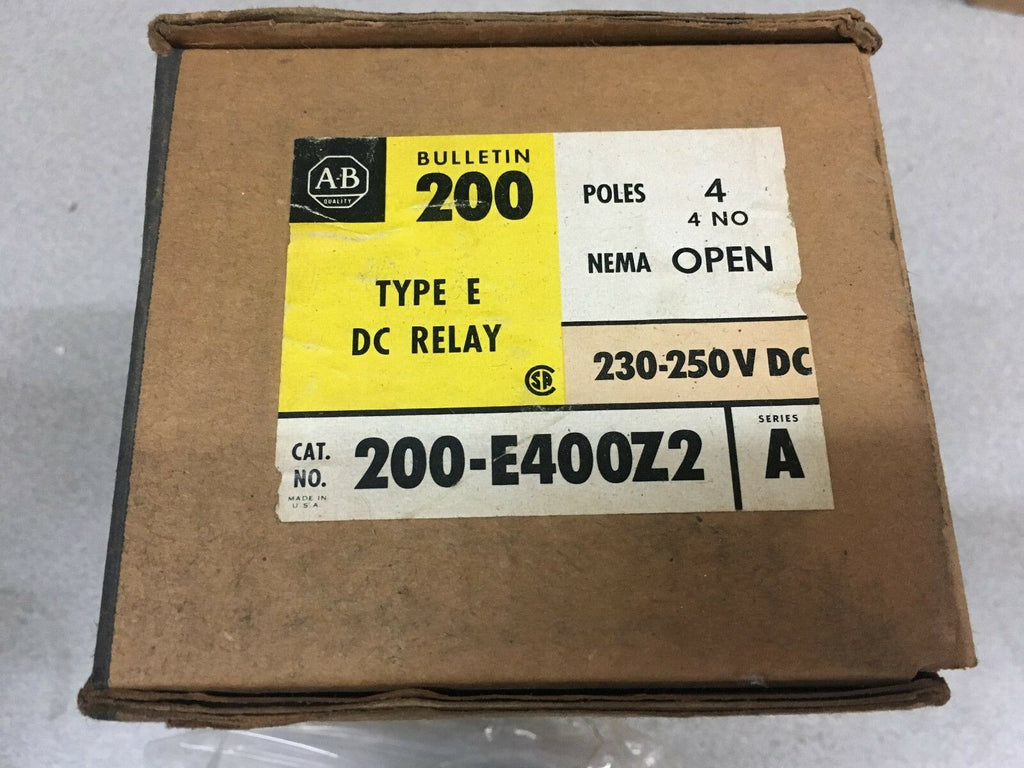 A-B
QUALITY
BULLETIN
200
TYPE E
DC RELAY
CSA
POLES 4
4 NO
NEMA OPEN
230-250 V DC
CAT. NO. 200-E400Z2
MADE IN
U.S.A.
SERIES
A